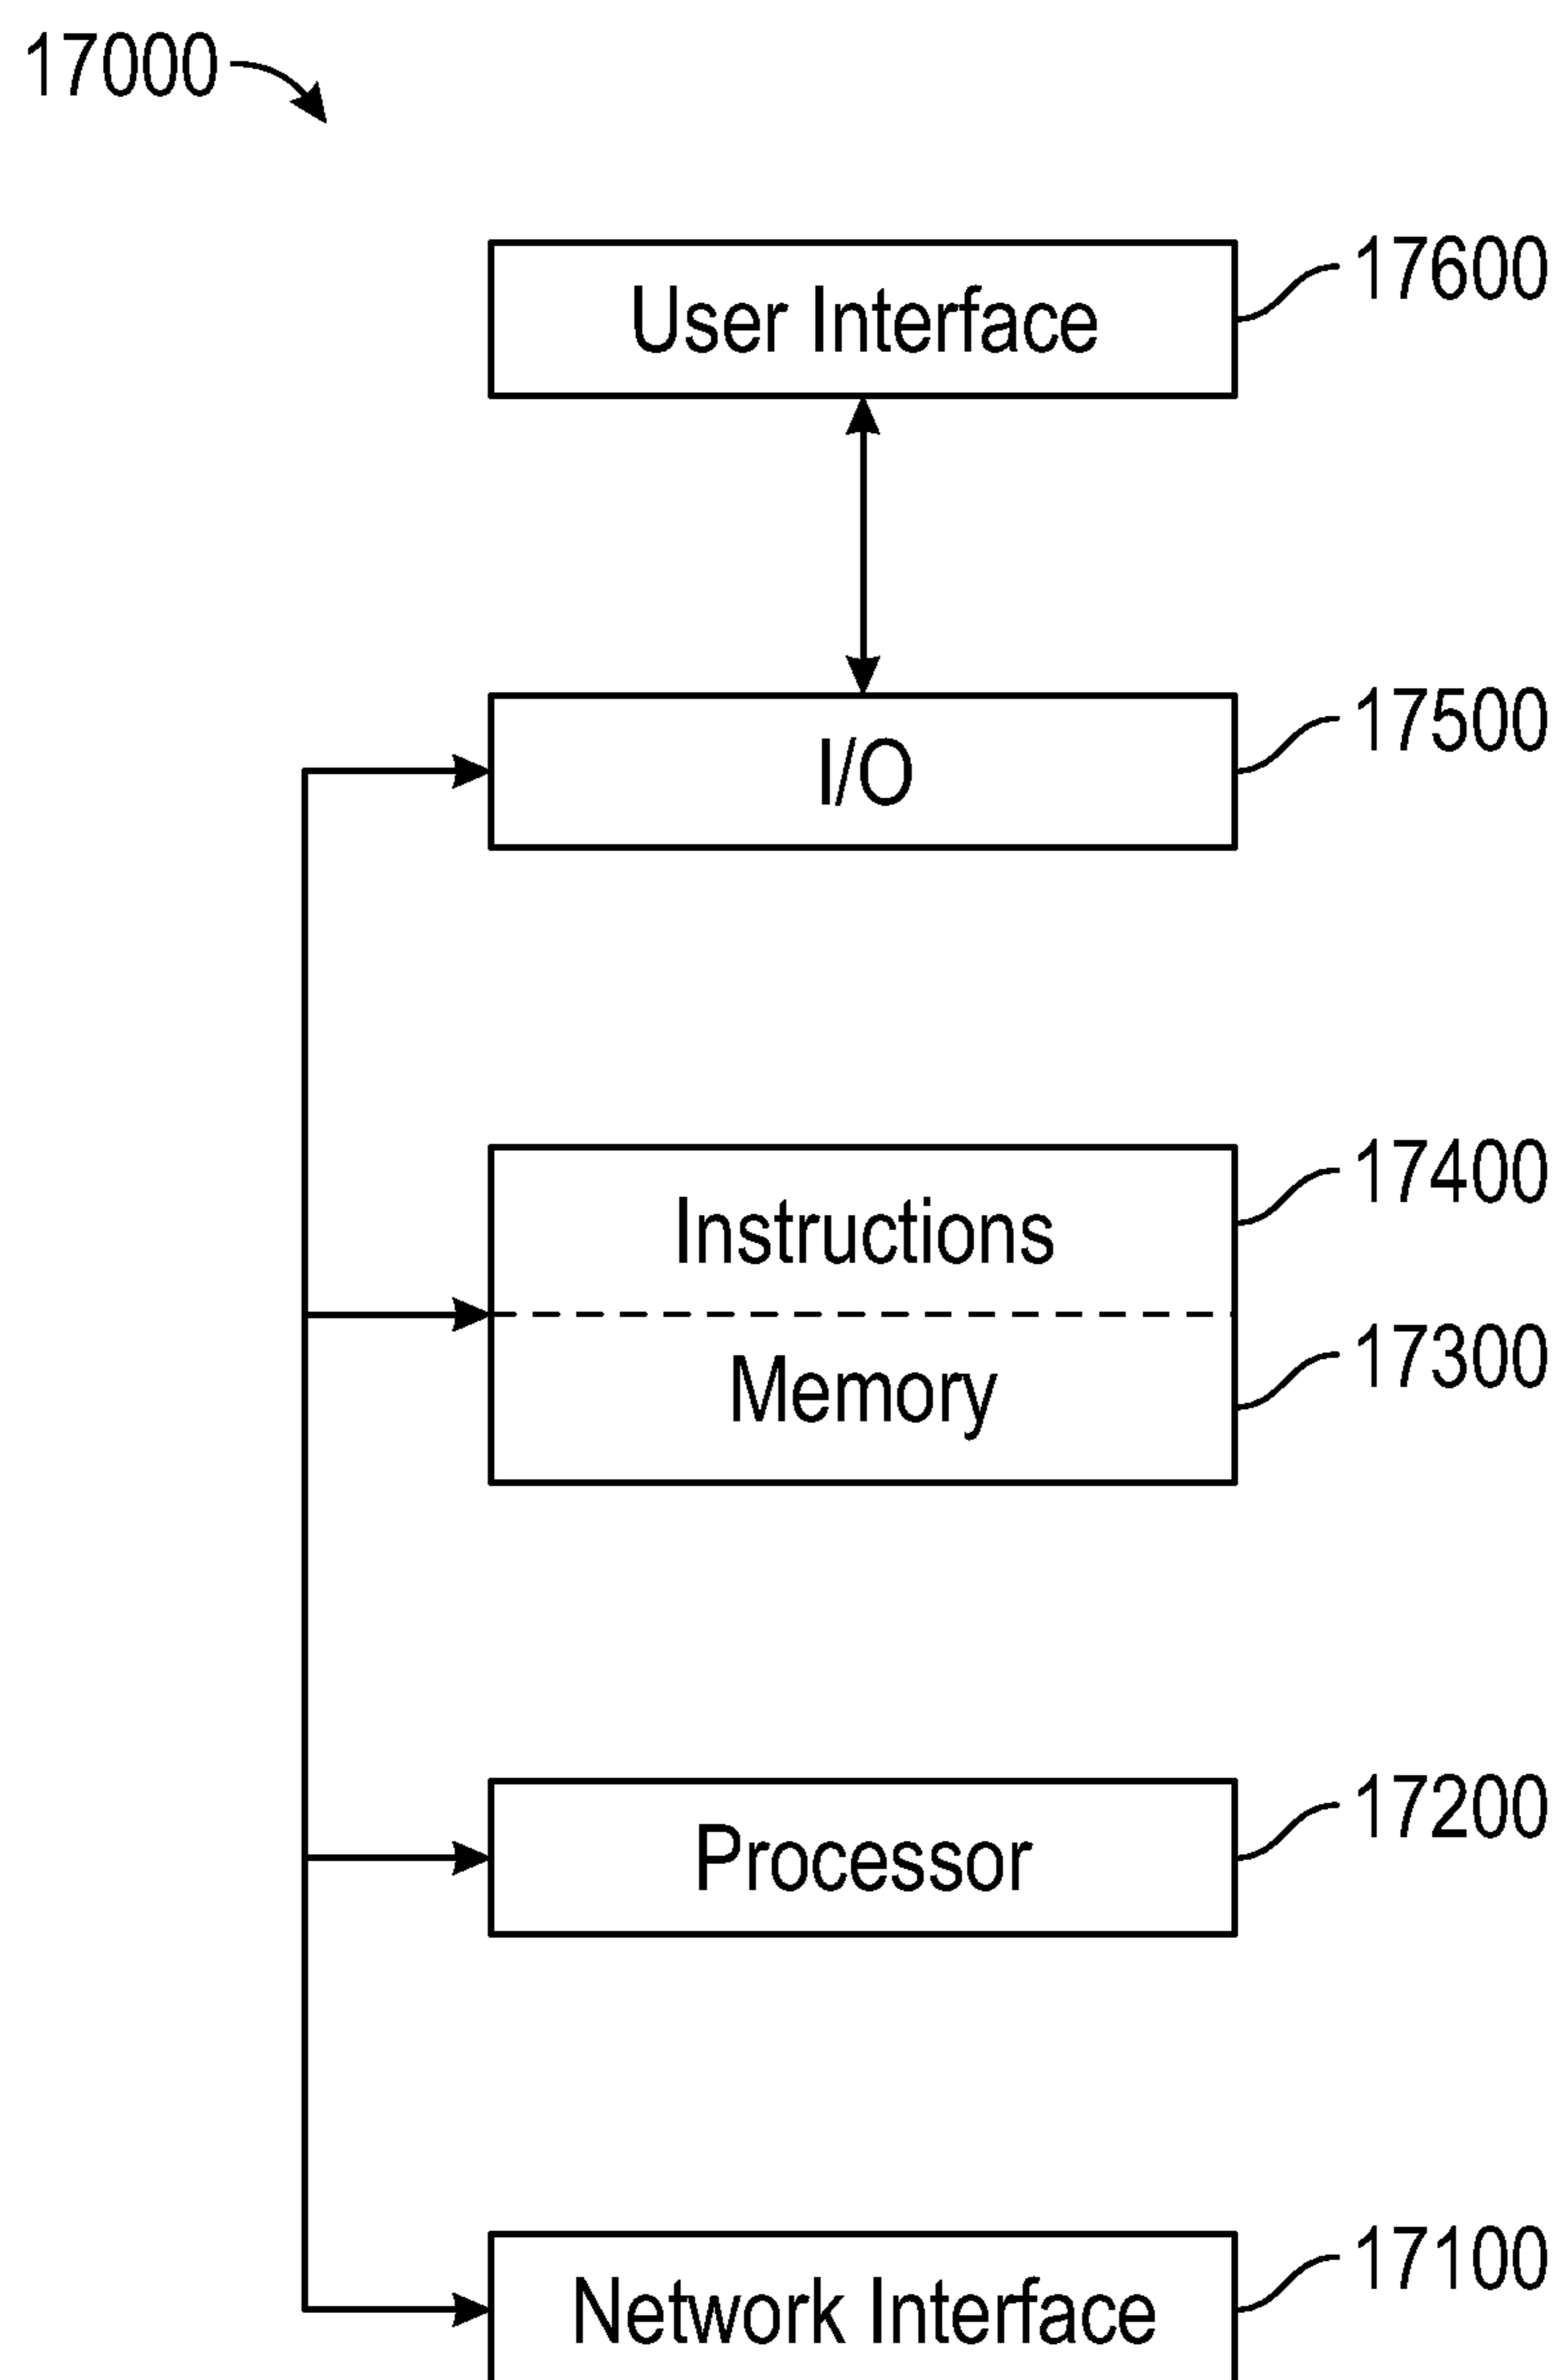 17000
User Interface
17600
I/O
17500
Instructions
17400
Memory
17300
Processor
17200
Network Interface
17100